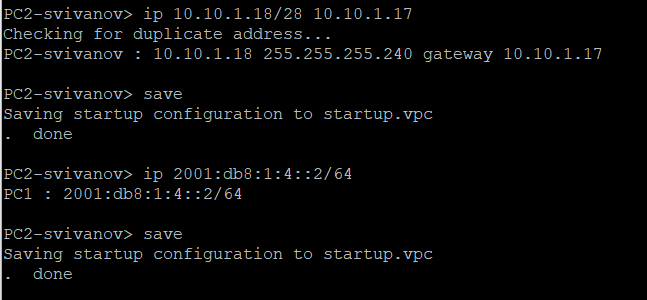 PC2-svivanov> ip 10.10.1.18/28 10.10.1.17
Checking for duplicate address...
PC2-svivanov : 10.10.1.18 255.255.255.240 gateway 10.10.1.17
PC2-svivanov> save
Saving startup configuration to startup.vpc
.  done
PC2-svivanov> ip 2001:db8:1:4::2/64
PC1 : 2001:db8:1:4::2/64
PC2-svivanov> save
Saving startup configuration to startup.vpc
.  done